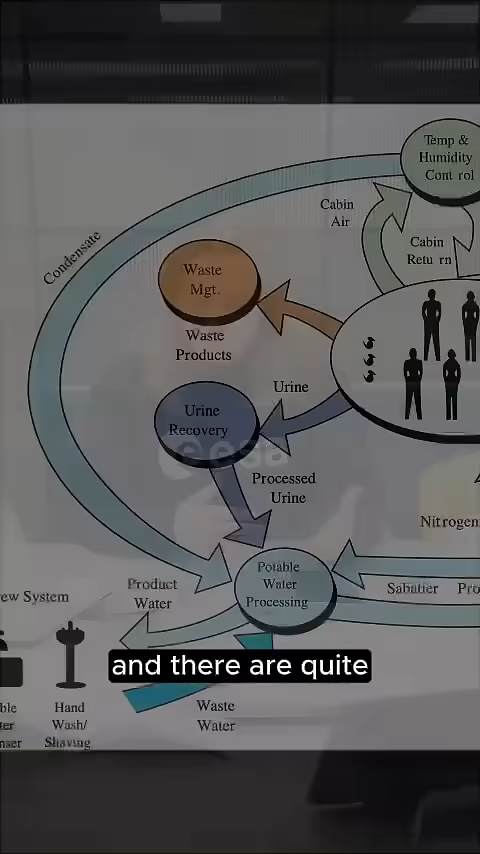 Temp &
Humidity
Cont rol
Cabin
Air
Cabin
Retu rn
Condensate
Waste
Mgt.
Waste
Products
Urine
Urine
Recovery
esa
Processed
Urine
Nitrogen
Potable
Water
Processing
Sabatier
Product
Water
System
and there are quite
Hand
Wash/
Shaving
Waste
Water